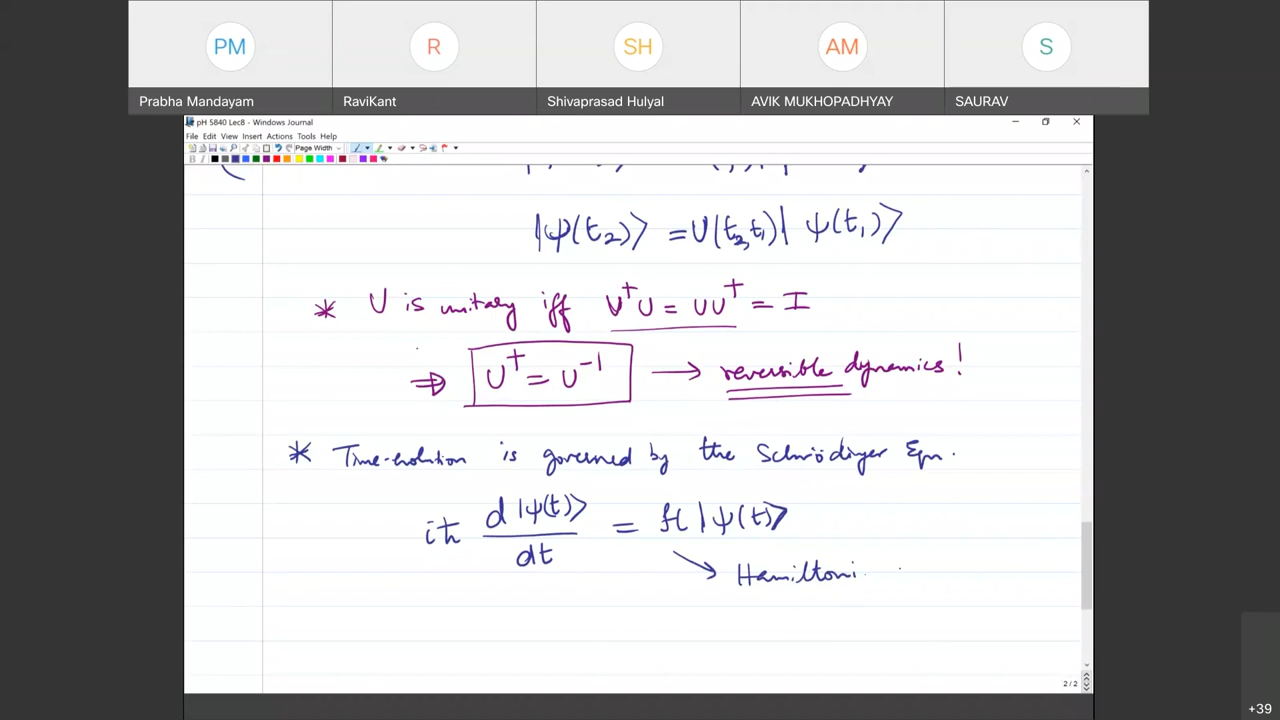 PM R SH AM S
Prabha Mandayam RaviKant Shivaprasad Hulyal AVIK MUKHOPADHYAY SAURAV
pH 5840 Lec8 - Windows Journal
File Edit View Insert Actions Tools Help
Page Width
B I
|ψ(t₂)⟩ = U(t₂,t₁)|ψ(t₁)⟩
* U is unitary iff U†U = UU† = I
⇒ U† = U⁻¹ → reversible dynamics!
* Time-evolution is governed by the Schrödinger Eqn.
iħ d|ψ(t)⟩/dt = H|ψ(t)⟩
↘ Hamiltoni
2/2
+39